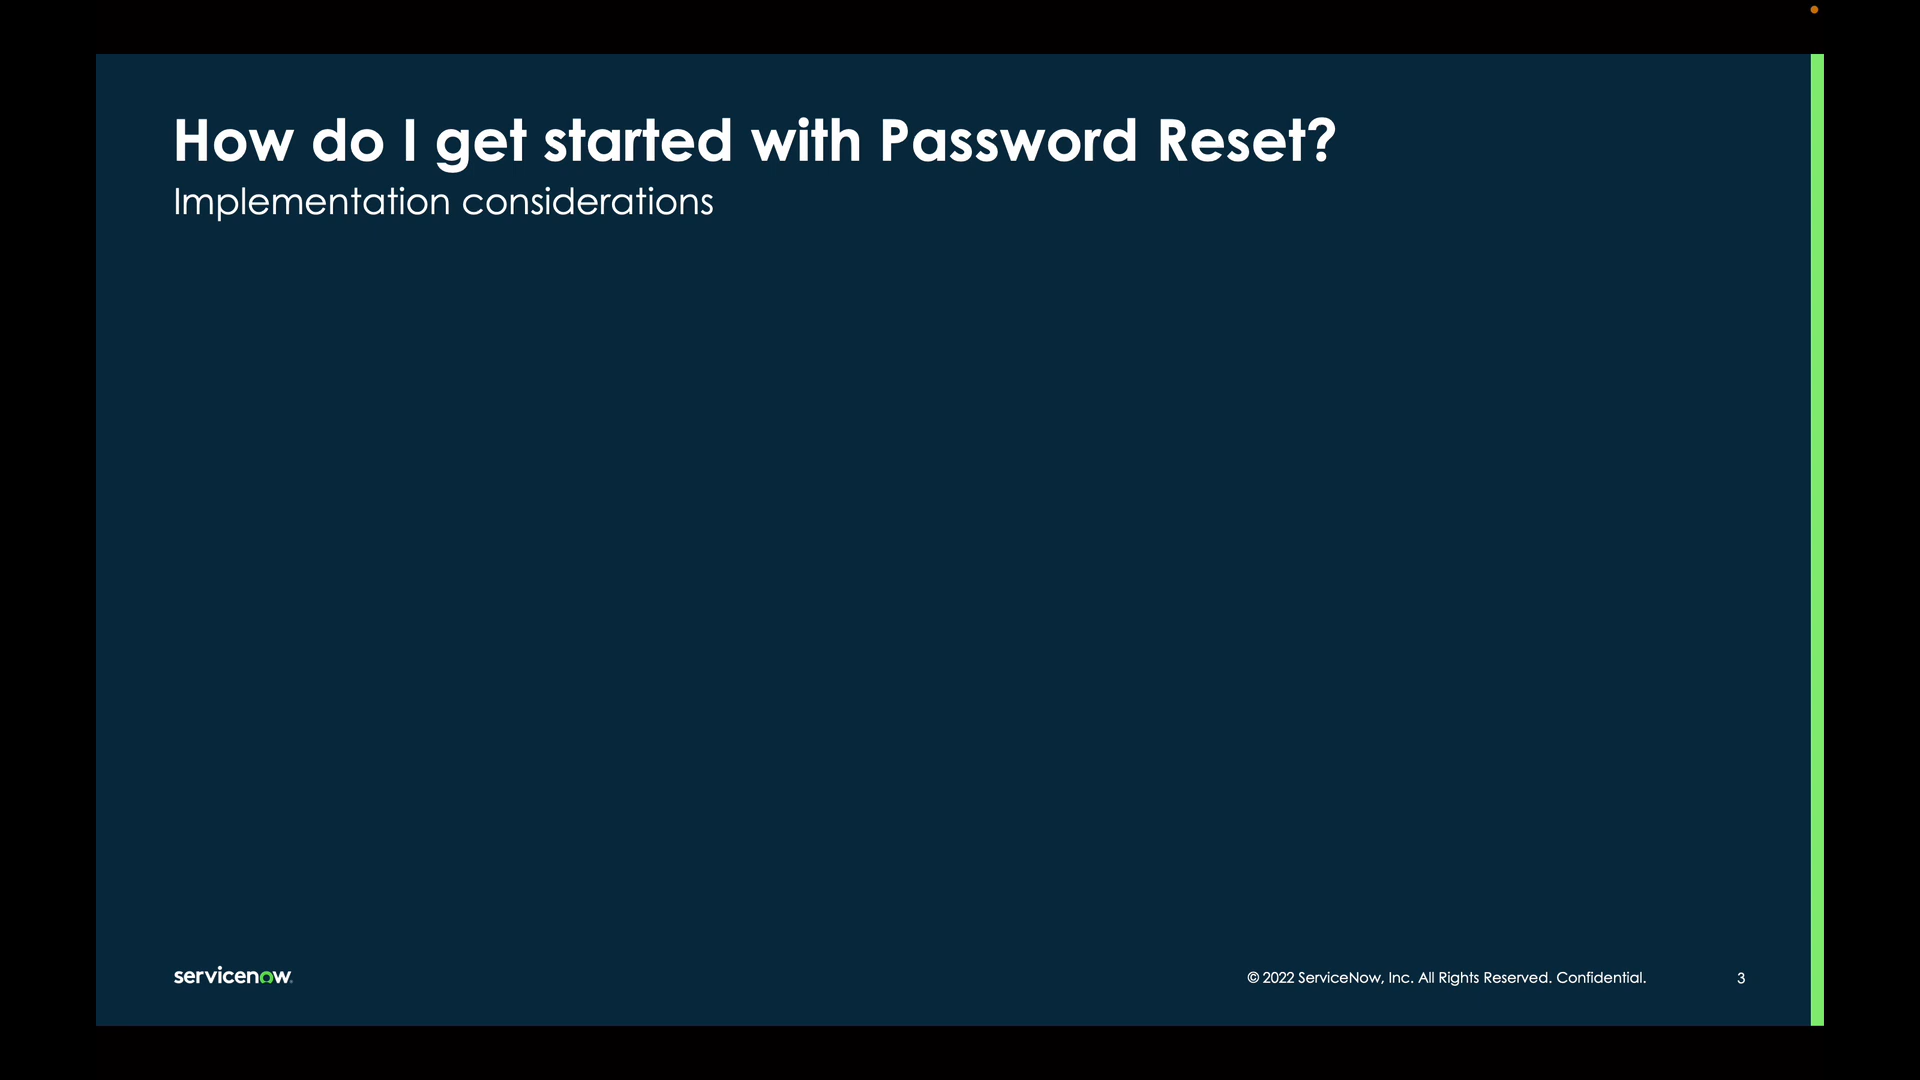 How do I get started with Password Reset?
Implementation considerations
servicenow.
© 2022 ServiceNow, Inc. All Rights Reserved. Confidential.
3